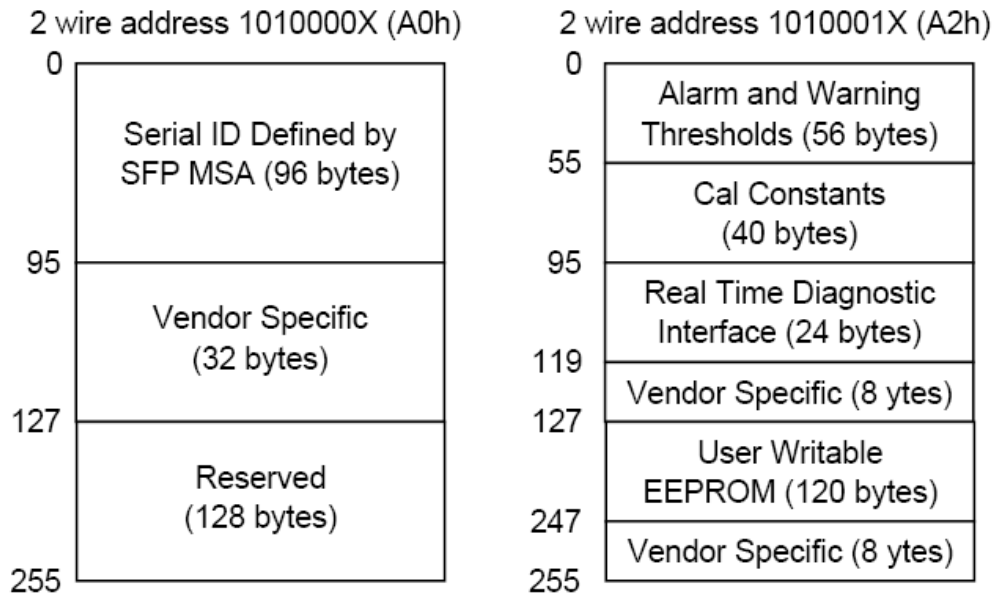 2 wire address 1010000X (A0h)
0
Serial ID Defined by
SFP MSA (96 bytes)
95
Vendor Specific
(32 bytes)
127
Reserved
(128 bytes)
255
2 wire address 1010001X (A2h)
0
Alarm and Warning
Thresholds (56 bytes)
55
Cal Constants
(40 bytes)
95
Real Time Diagnostic
Interface (24 bytes)
119
Vendor Specific (8 ytes)
127
User Writable
EEPROM (120 bytes)
247
Vendor Specific (8 ytes)
255